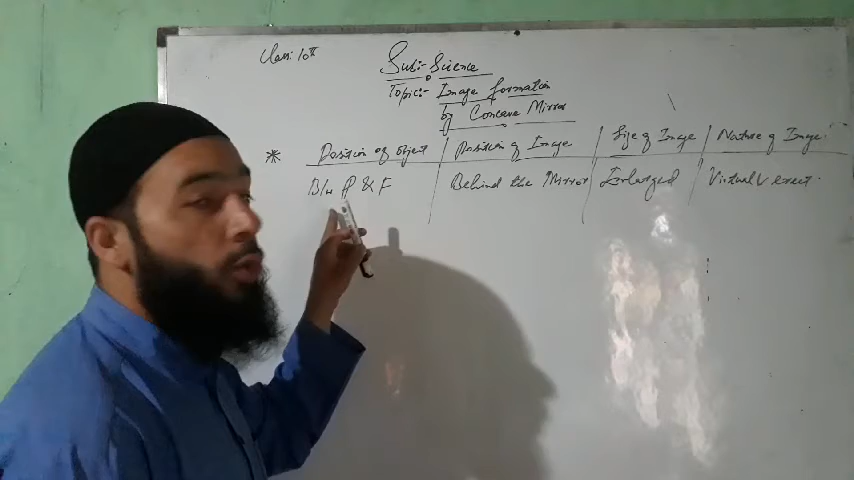 Class: 10th
Sub:- Science
Topic:- Image formation
by Concave Mirror
* Position of Object | Position of Image | Size of Image | Nature of Image:
B/w P & F | Behind the Mirror | Enlarged | Virtual & erect.